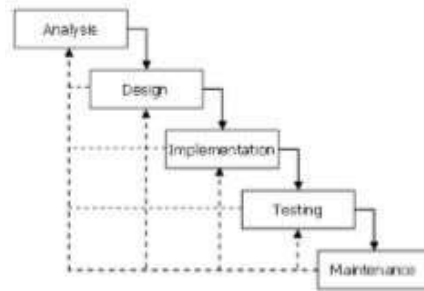 Analysis
Design
Implementation
Testing
Maintenance